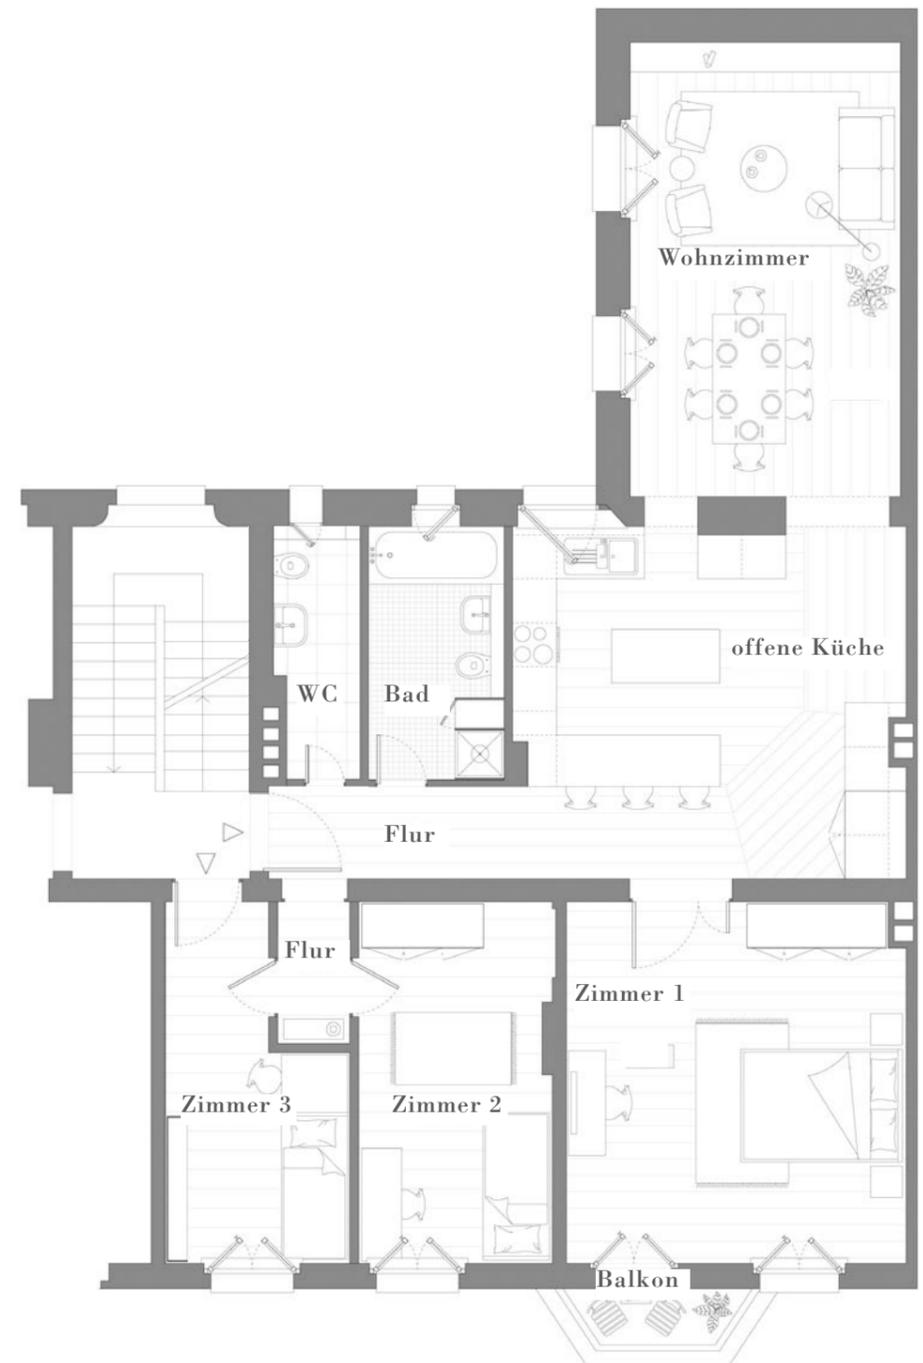 Wohnzimmer
offene Küche
WC
Bad
Flur
Flur
Zimmer 1
Zimmer 3
Zimmer 2
Balkon